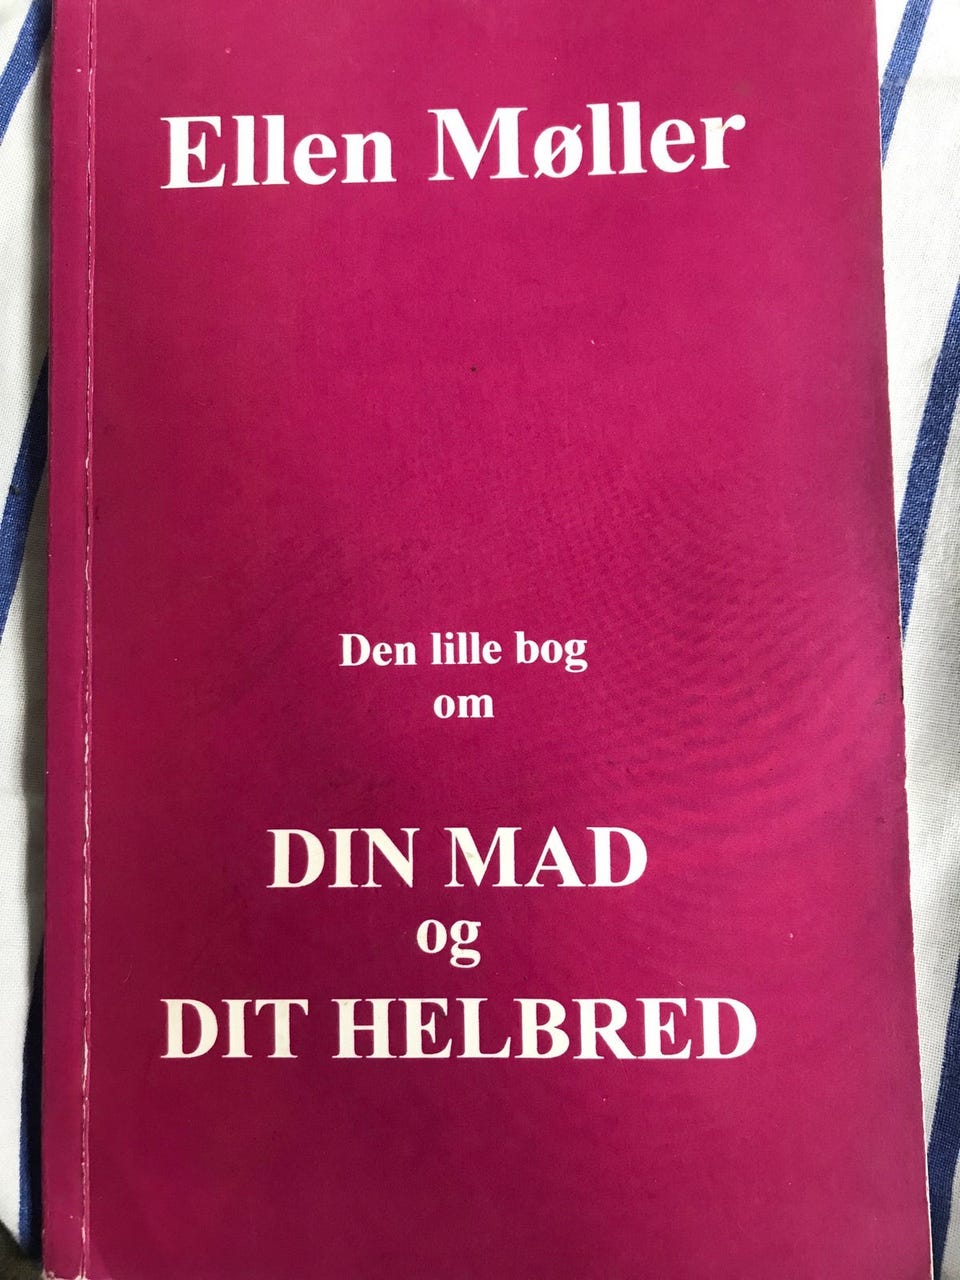 Ellen Møller
Den lille bog
om
DIN MAD
og
DIT HELBRED